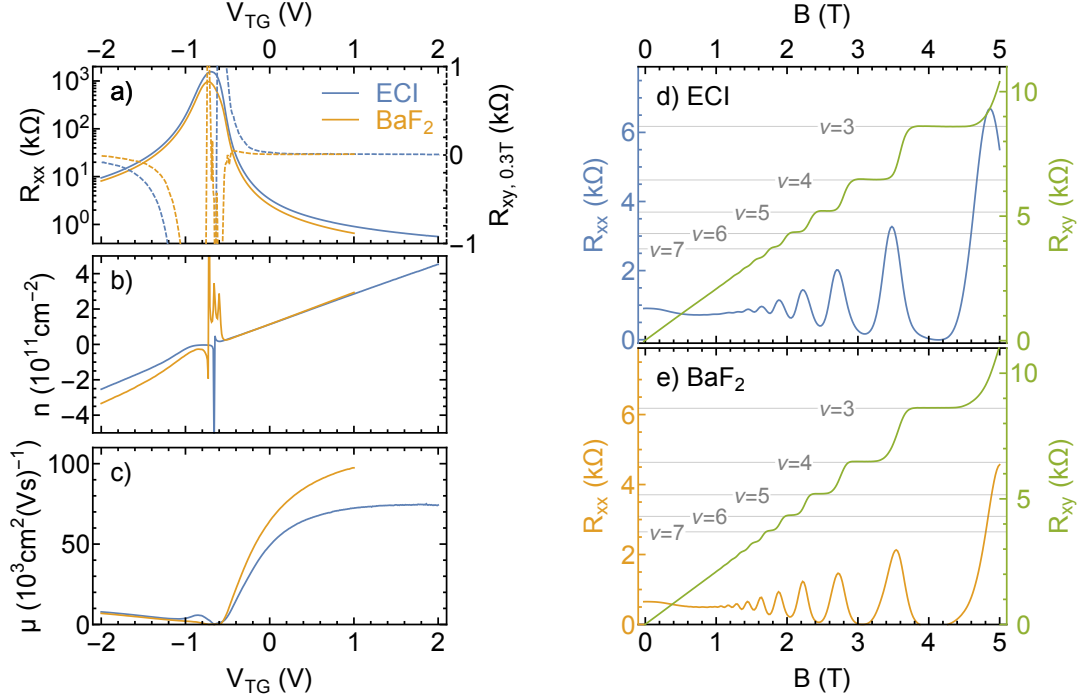 V_TG (V)
−2 −1 0 1 2
a)
ECI
BaF₂
10³
10²
10¹
10⁰
R_xx (kΩ)
1
0
−1
R_xy, 0.3T (kΩ)
b)
4
2
0
−2
−4
n (10¹¹cm⁻²)
c)
100
50
0
μ (10³cm²(Vs)⁻¹)
−2 −1 0 1 2
V_TG (V)
B (T)
0 1 2 3 4 5
d) ECI
6
4
2
0
R_xx (kΩ)
ν=3
ν=4
ν=5
ν=6
ν=7
10
5
0
R_xy (kΩ)
e) BaF₂
6
4
2
0
R_xx (kΩ)
ν=3
ν=4
ν=5
ν=6
ν=7
10
5
0
R_xy (kΩ)
0 1 2 3 4 5
B (T)